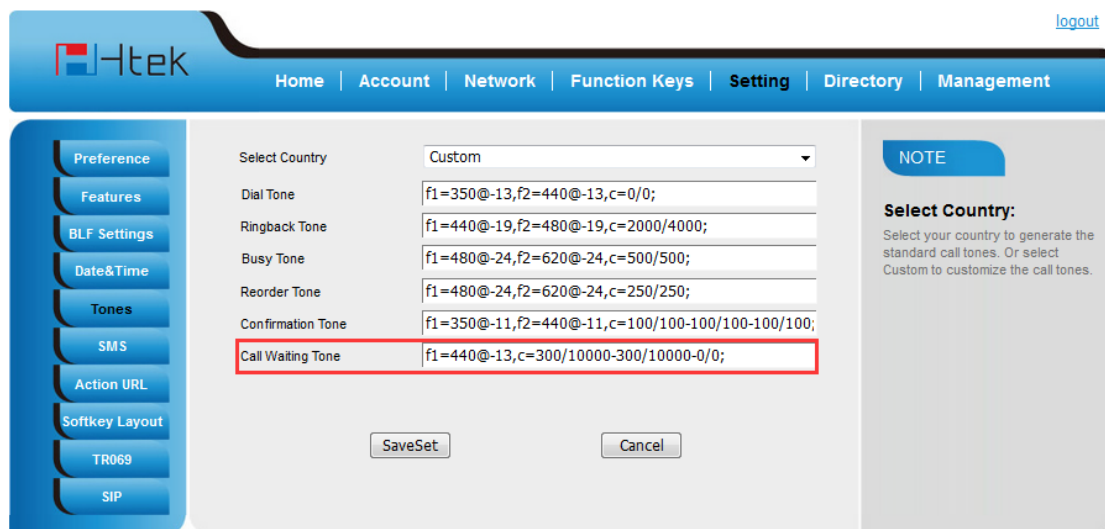 logout
Htek
Home | Account | Network | Function Keys | Setting | Directory | Management
Preference
Features
BLF Settings
Date&Time
Tones
SMS
Action URL
Softkey Layout
TR069
SIP
Select Country Custom
Dial Tone f1=350@-13,f2=440@-13,c=0/0;
Ringback Tone f1=440@-19,f2=480@-19,c=2000/4000;
Busy Tone f1=480@-24,f2=620@-24,c=500/500;
Reorder Tone f1=480@-24,f2=620@-24,c=250/250;
Confirmation Tone f1=350@-11,f2=440@-11,c=100/100-100/100-100/100;
Call Waiting Tone f1=440@-13,c=300/10000-300/10000-0/0;
SaveSet Cancel
NOTE
Select Country:
Select your country to generate the
standard call tones. Or select
Custom to customize the call tones.